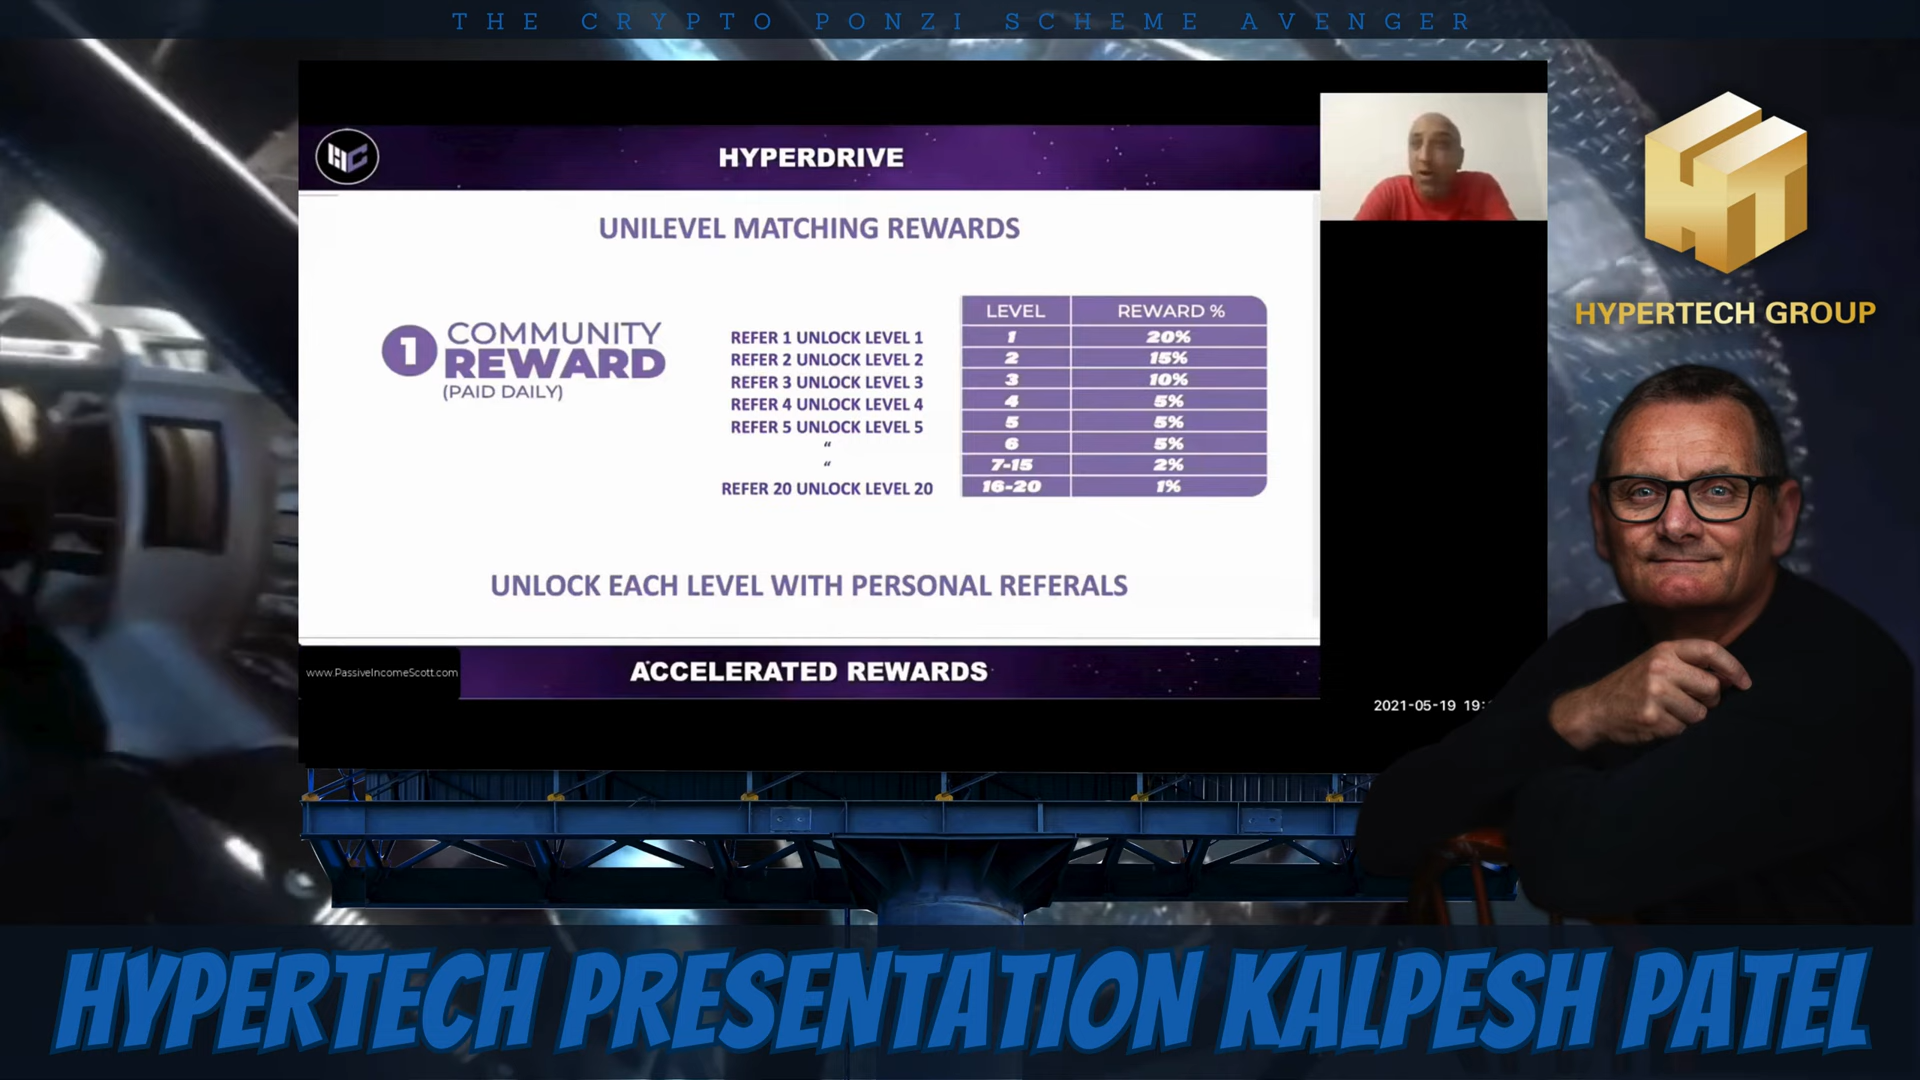 THE CRYPTO PONZI SCHEME AVENGER
HYPERDRIVE
HC
UNILEVEL MATCHING REWARDS
1 COMMUNITY
REWARD
(PAID DAILY)
REFER 1 UNLOCK LEVEL 1
REFER 2 UNLOCK LEVEL 2
REFER 3 UNLOCK LEVEL 3
REFER 4 UNLOCK LEVEL 4
REFER 5 UNLOCK LEVEL 5
"
"
REFER 20 UNLOCK LEVEL 20
LEVEL REWARD %
1 20%
2 15%
3 10%
4 5%
5 5%
6 5%
7-15 2%
16-20 1%
UNLOCK EACH LEVEL WITH PERSONAL REFERALS
www.PassiveIncomeScott.com
ACCELERATED REWARDS
2021-05-19 19:
HT
HYPERTECH GROUP
HYPERTECH PRESENTATION KALPESH PATEL